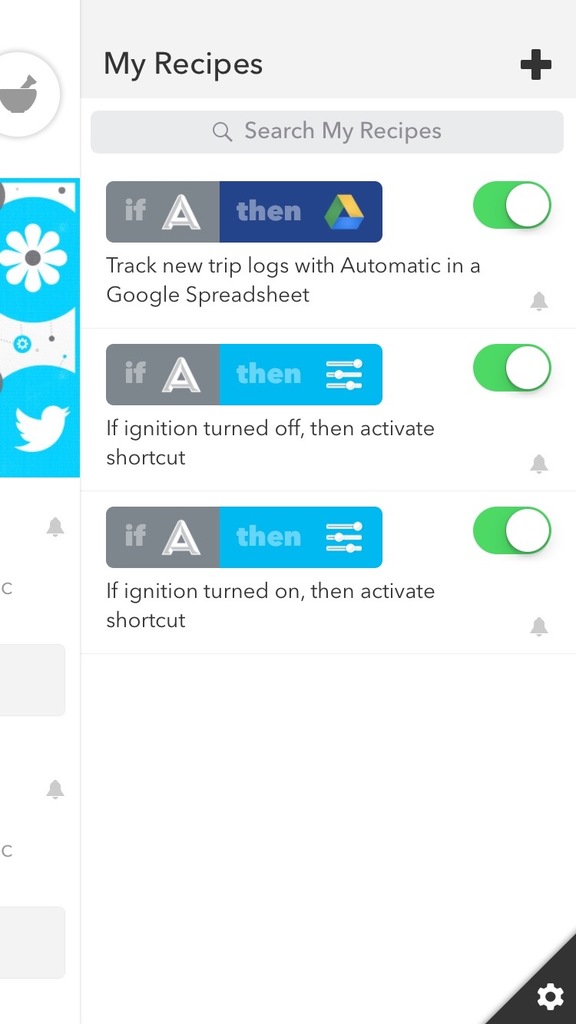 My Recipes
Search My Recipes
if A then
Track new trip logs with Automatic in a
Google Spreadsheet
if A then
If ignition turned off, then activate
shortcut
if A then
If ignition turned on, then activate
shortcut
C
C